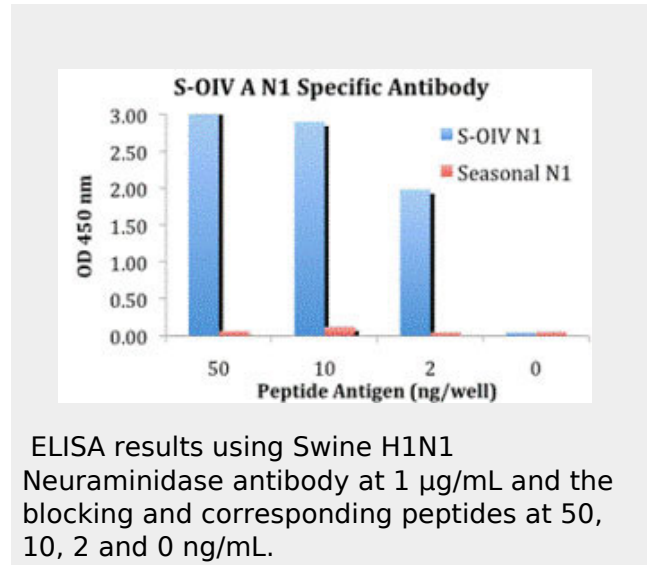 S-OIV A N1 Specific Antibody
3.00
2.50
2.00
1.50
1.00
0.50
0.00
OD 450 nm
S-OIV N1
Seasonal N1
50 10 2 0
Peptide Antigen (ng/well)
ELISA results using Swine H1N1
Neuraminidase antibody at 1 μg/mL and the
blocking and corresponding peptides at 50,
10, 2 and 0 ng/mL.